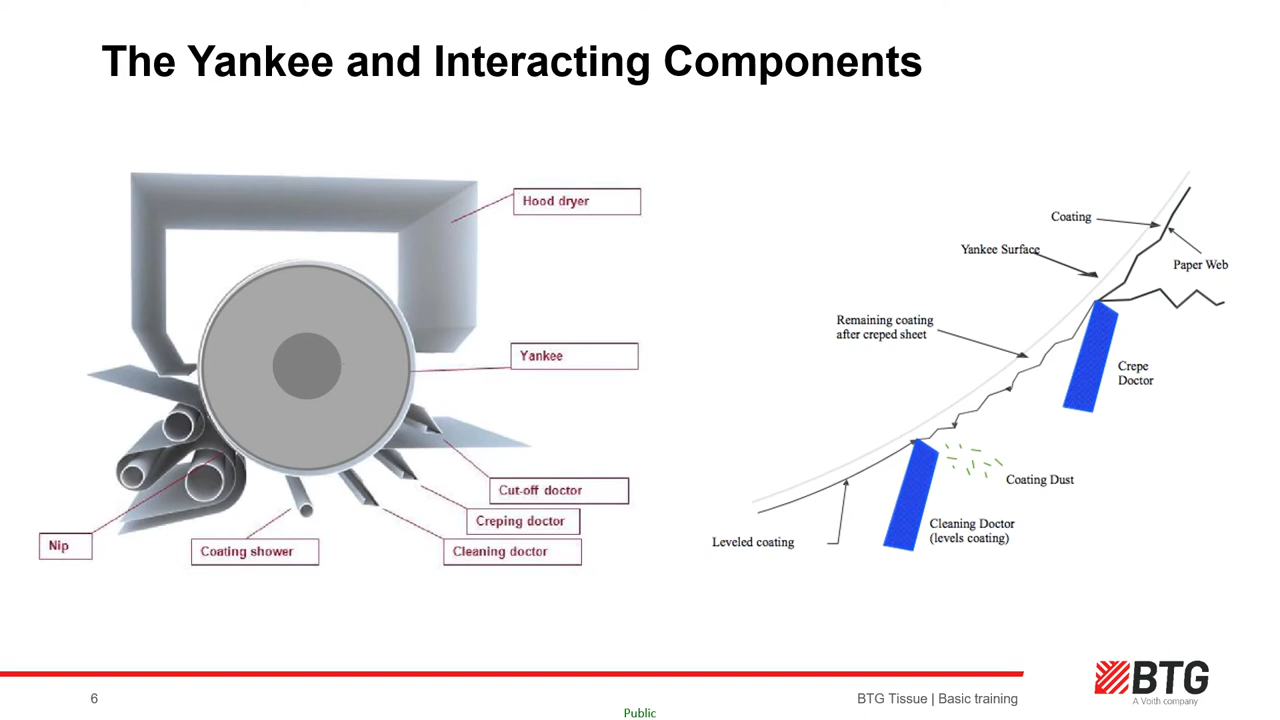 The Yankee and Interacting Components
Hood dryer
Yankee
Cut-off doctor
Creping doctor
Cleaning doctor
Coating shower
Nip
Coating
Yankee Surface
Paper Web
Remaining coating
after creped sheet
Crepe
Doctor
Coating Dust
Cleaning Doctor
(levels coating)
Leveled coating
6
BTG Tissue | Basic training
Public
BTG
A Voith company